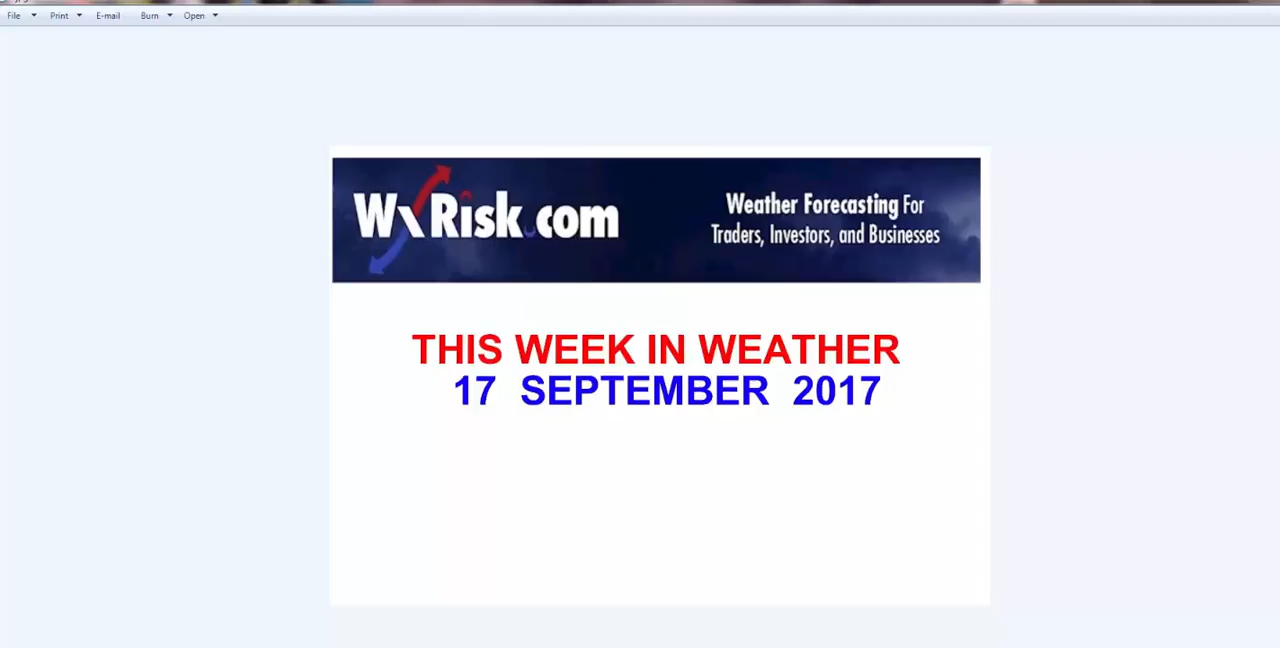 File Print E-mail Burn Open
WxRisk.com
Weather Forecasting For
Traders, Investors, and Businesses
THIS WEEK IN WEATHER
17 SEPTEMBER 2017